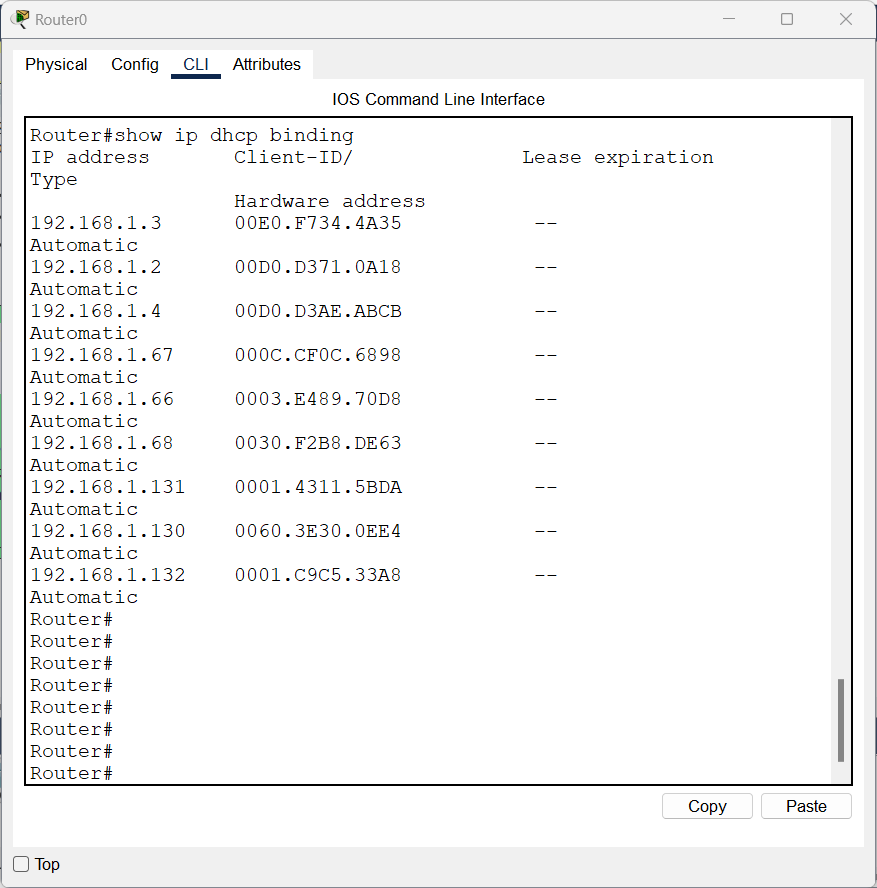 Router0
Physical Config CLI Attributes
IOS Command Line Interface
Router#show ip dhcp binding
IP address       Client-ID/              Lease expiration
Type
                 Hardware address
192.168.1.3      00E0.F734.4A35           --
Automatic
192.168.1.2      00D0.D371.0A18           --
Automatic
192.168.1.4      00D0.D3AE.ABCB           --
Automatic
192.168.1.67     000C.CF0C.6898           --
Automatic
192.168.1.66     0003.E489.70D8           --
Automatic
192.168.1.68     0030.F2B8.DE63           --
Automatic
192.168.1.131    0001.4311.5BDA           --
Automatic
192.168.1.130    0060.3E30.0EE4           --
Automatic
192.168.1.132    0001.C9C5.33A8           --
Automatic
Router#
Router#
Router#
Router#
Router#
Router#
Router#
Router#
Copy Paste
Top